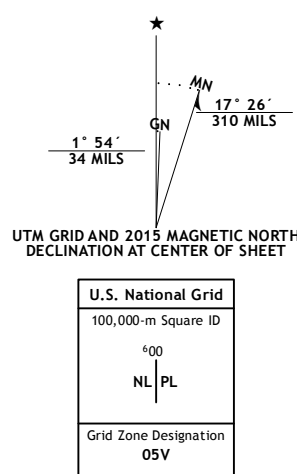 ★
MN
GN
17° 26´
310 MILS
1° 54´
34 MILS
UTM GRID AND 2015 MAGNETIC NORTH
DECLINATION AT CENTER OF SHEET
U.S. National Grid
100,000-m Square ID
⁶00
NL PL
Grid Zone Designation
05V